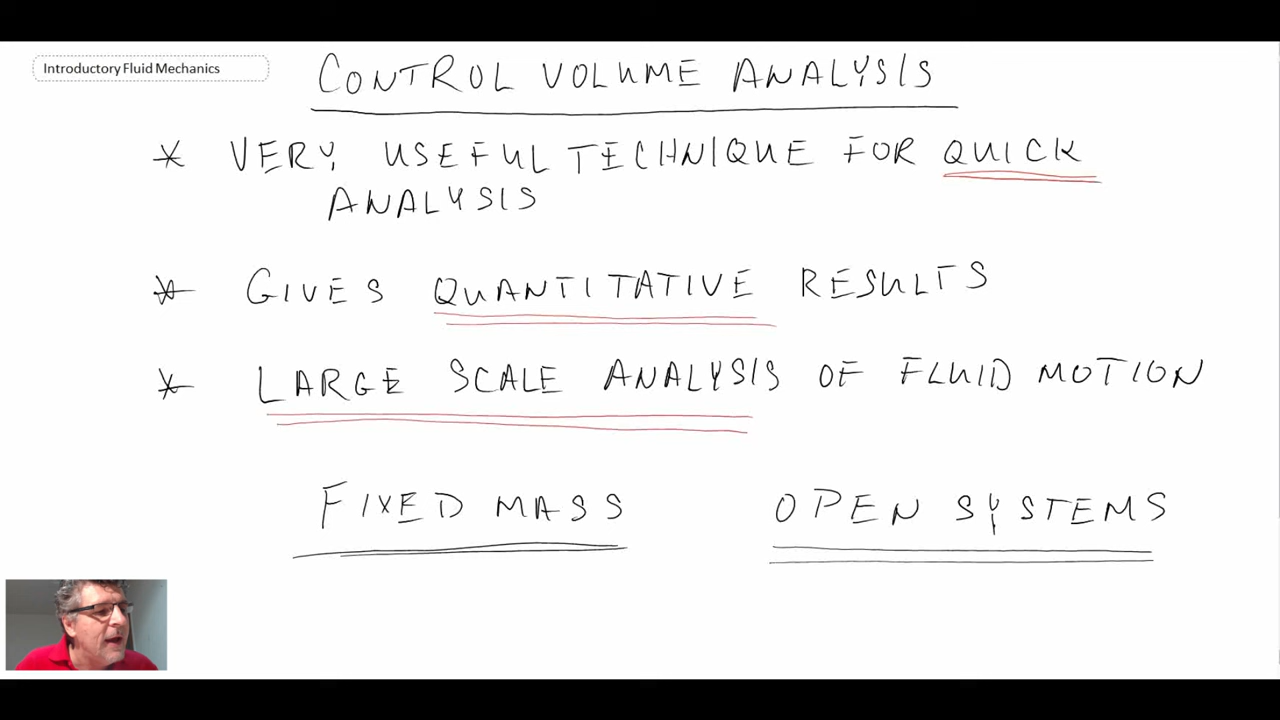 Introductory Fluid Mechanics
CONTROL VOLUME ANALYSIS
* VERY USEFUL TECHNIQUE FOR QUICK
ANALYSIS
* GIVES QUANTITATIVE RESULTS
* LARGE SCALE ANALYSIS OF FLUID MOTION
FIXED MASS OPEN SYSTEMS